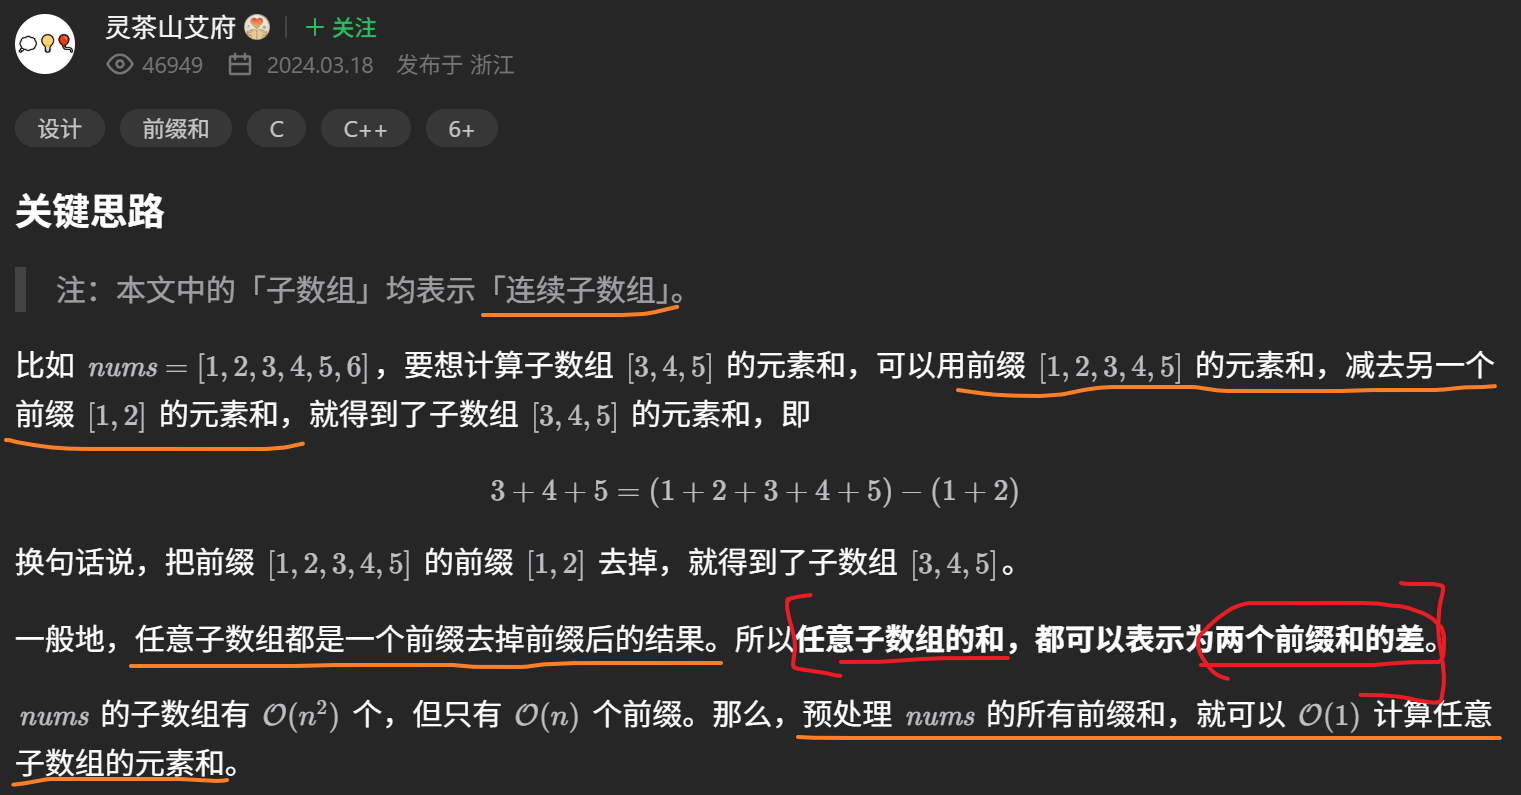 灵茶山艾府 + 关注
46949 2024.03.18 发布于 浙江
设计 前缀和 C C++ 6+
关键思路
注：本文中的「子数组」均表示「连续子数组」。
比如 nums = [1, 2, 3, 4, 5, 6]，要想计算子数组 [3, 4, 5] 的元素和，可以用前缀 [1, 2, 3, 4, 5] 的元素和，减去另一个
前缀 [1, 2] 的元素和，就得到了子数组 [3, 4, 5] 的元素和，即
3 + 4 + 5 = (1 + 2 + 3 + 4 + 5) − (1 + 2)
换句话说，把前缀 [1, 2, 3, 4, 5] 的前缀 [1, 2] 去掉，就得到了子数组 [3, 4, 5]。
一般地，任意子数组都是一个前缀去掉前缀后的结果。所以任意子数组的和，都可以表示为两个前缀和的差。
nums 的子数组有 O(n²) 个，但只有 O(n) 个前缀。那么，预处理 nums 的所有前缀和，就可以 O(1) 计算任意
子数组的元素和。